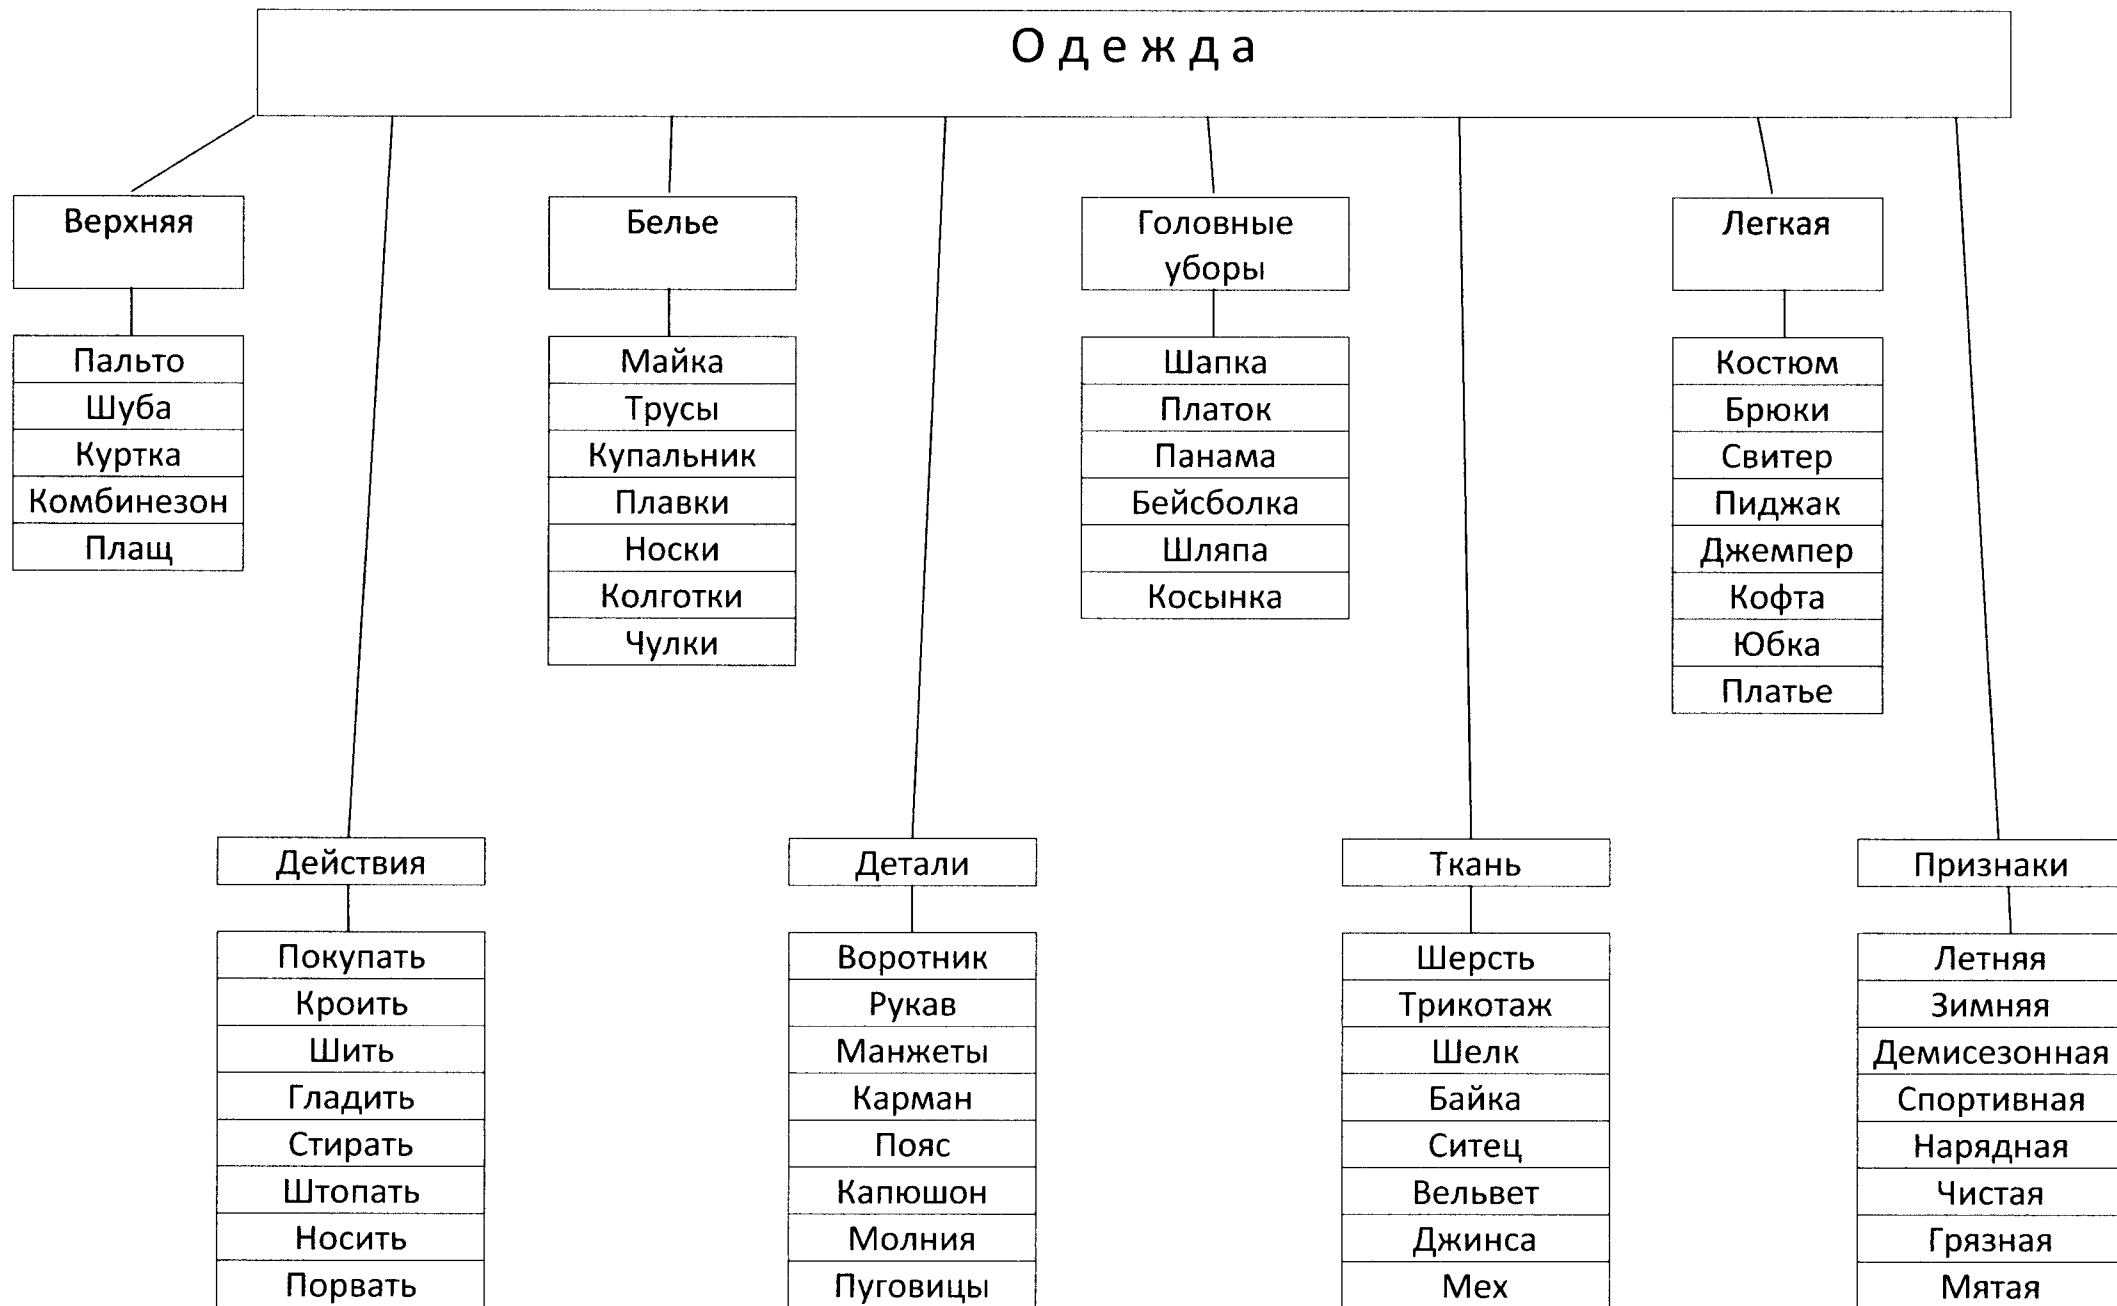 Одежда
Верхняя
Пальто
Шуба
Куртка
Комбинезон
Плащ
Белье
Майка
Трусы
Купальник
Плавки
Носки
Колготки
Чулки
Головные
уборы
Шапка
Платок
Панама
Бейсболка
Шляпа
Косынка
Легкая
Костюм
Брюки
Свитер
Пиджак
Джемпер
Кофта
Юбка
Платье
Действия
Покупать
Кроить
Шить
Гладить
Стирать
Штопать
Носить
Порвать
Детали
Воротник
Рукав
Манжеты
Карман
Пояс
Капюшон
Молния
Пуговицы
Ткань
Шерсть
Трикотаж
Шелк
Байка
Ситец
Вельвет
Джинса
Мех
Признаки
Летняя
Зимняя
Демисезонная
Спортивная
Нарядная
Чистая
Грязная
Мятая